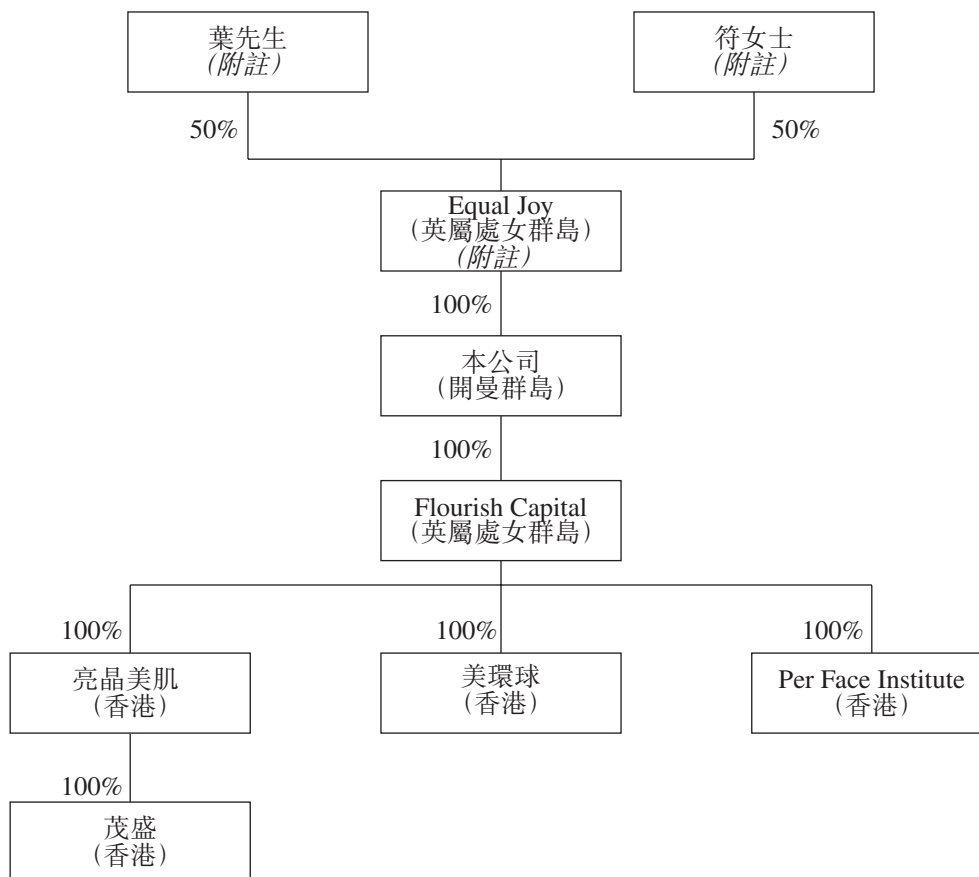 葉先生
(附註)
符女士
(附註)
50%
50%
Equal Joy
(英屬處女群島)
(附註)
100%
本公司
(開曼群島)
100%
Flourish Capital
(英屬處女群島)
100%
100%
100%
亮晶美肌
(香港)
美環球
(香港)
Per Face Institute
(香港)
100%
茂盛
(香港)